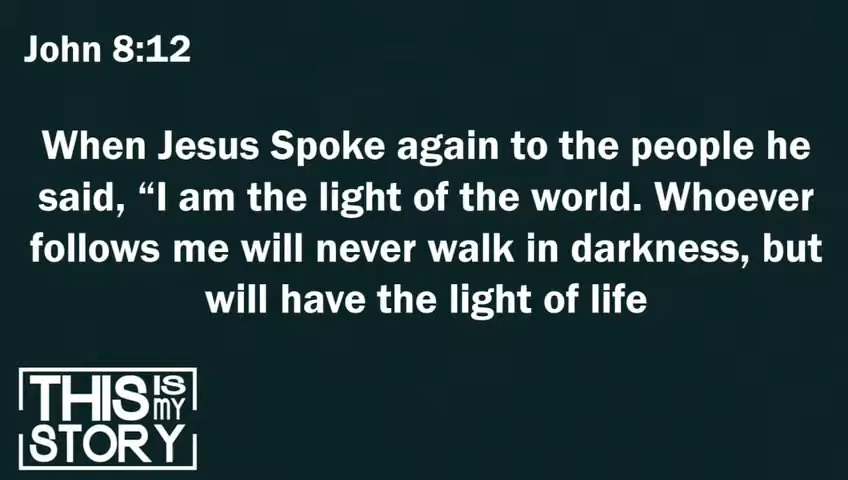 John 8:12
When Jesus Spoke again to the people he
said, “I am the light of the world. Whoever
follows me will never walk in darkness, but
will have the light of life
THIS IS MY
STORY